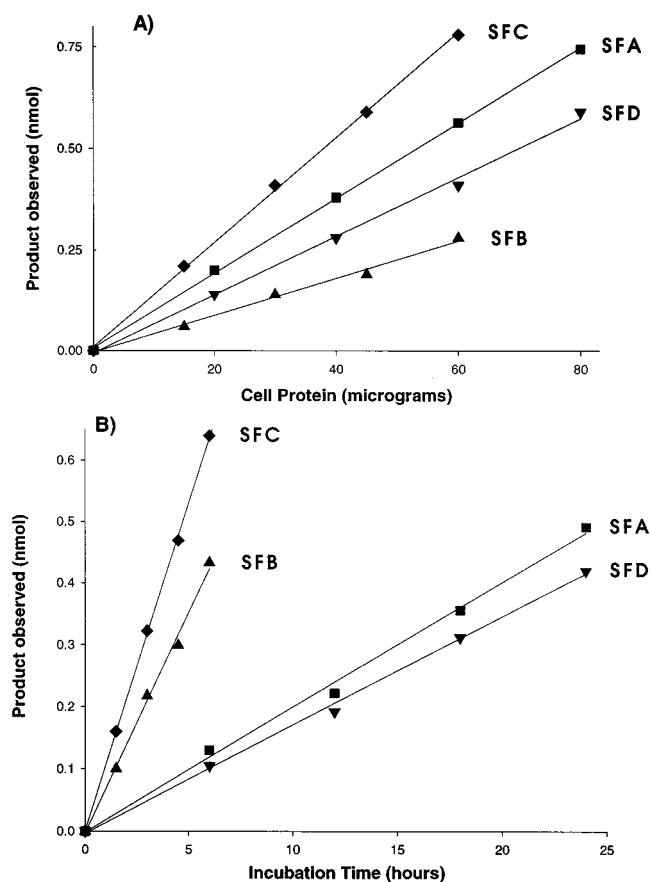 A)
SFC
SFA
SFD
SFB
0.75
0.50
0.25
0.00
Product observed (nmol)
0 20 40 60 80
Cell Protein (micrograms)
B)
SFC
SFB
SFA
SFD
0.6
0.5
0.4
0.3
0.2
0.1
0.0
Product observed (nmol)
0 5 10 15 20 25
Incubation Time (hours)